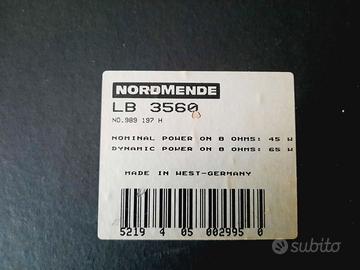 NORDMENDE
LB 3560
NO.989 197 H
NOMINAL POWER ON 8 OHMS: 45 W
DYNAMIC POWER ON 8 OHMS: 65 W
MADE IN WEST-GERMANY
5219 4 05 002995 0
subito